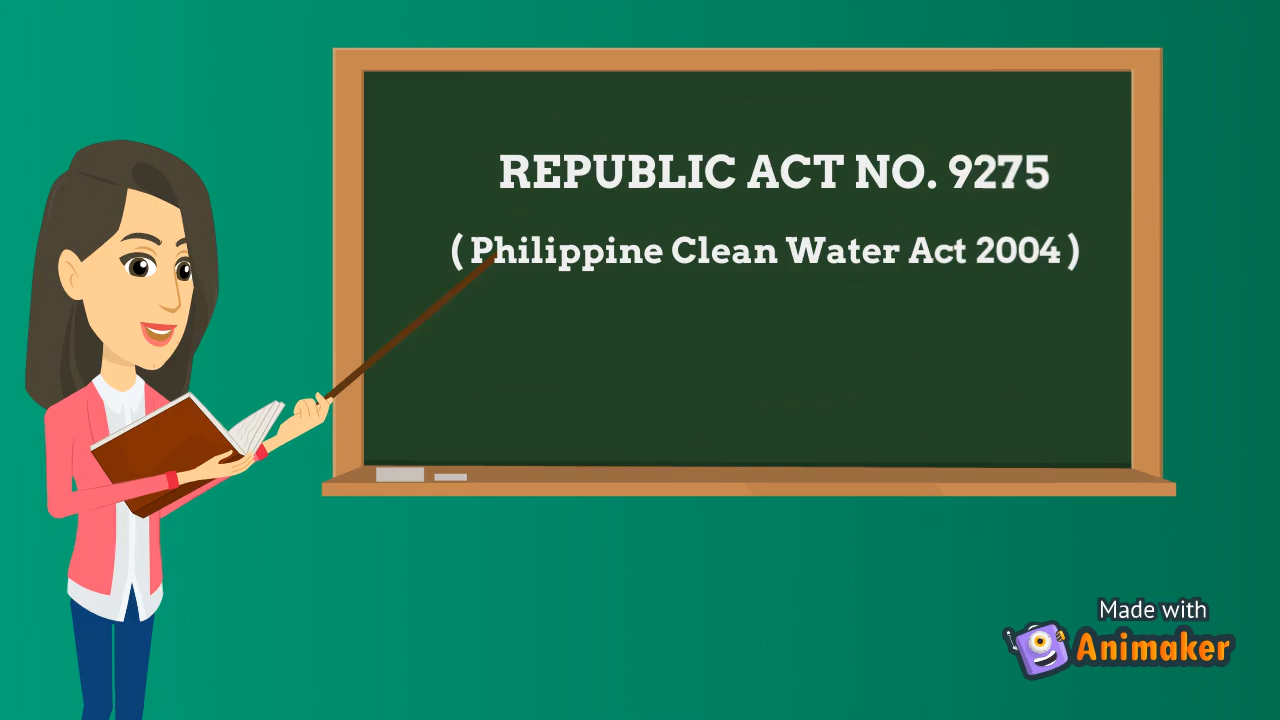 REPUBLIC ACT NO. 9275
( Philippine Clean Water Act 2004 )
Made with
Animaker